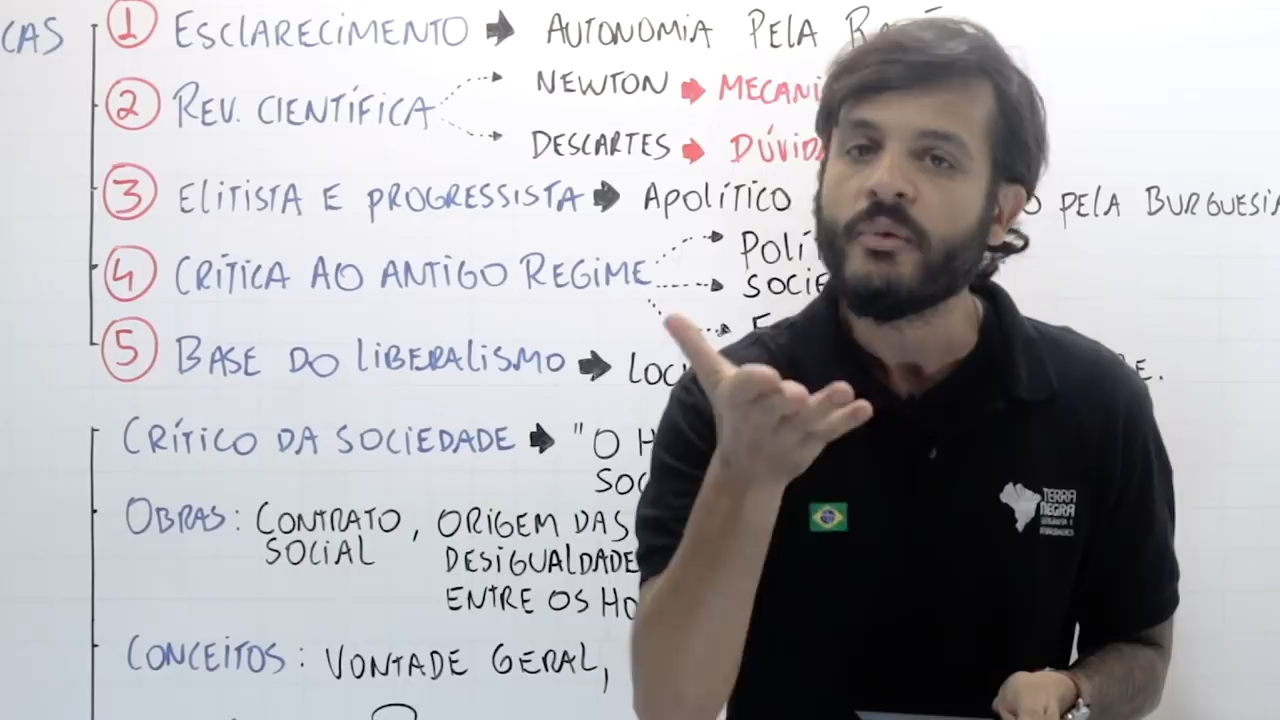 CAS
1 ESCLARECIMENTO → AUTONOMIA PELA
2 REV. CIENTÍFICA
NEWTON → MECANI
DESCARTES → DÚVID
3 ELITISTA E PROGRESSISTA → APOLÍTICO PELA BURGUESIA
4 CRÍTICA AO ANTIGO REGIME
POLÍ
SOCIE
5 BASE DO LIBERALISMO → LOC
E.
CRÍTICO DA SOCIEDADE → "O H
SOC
OBRAS: CONTRATO SOCIAL, ORIGEM DAS
DESIGUALDADE
ENTRE OS HO
CONCEITOS: VONTADE GERAL,
TERRA
NEGRA